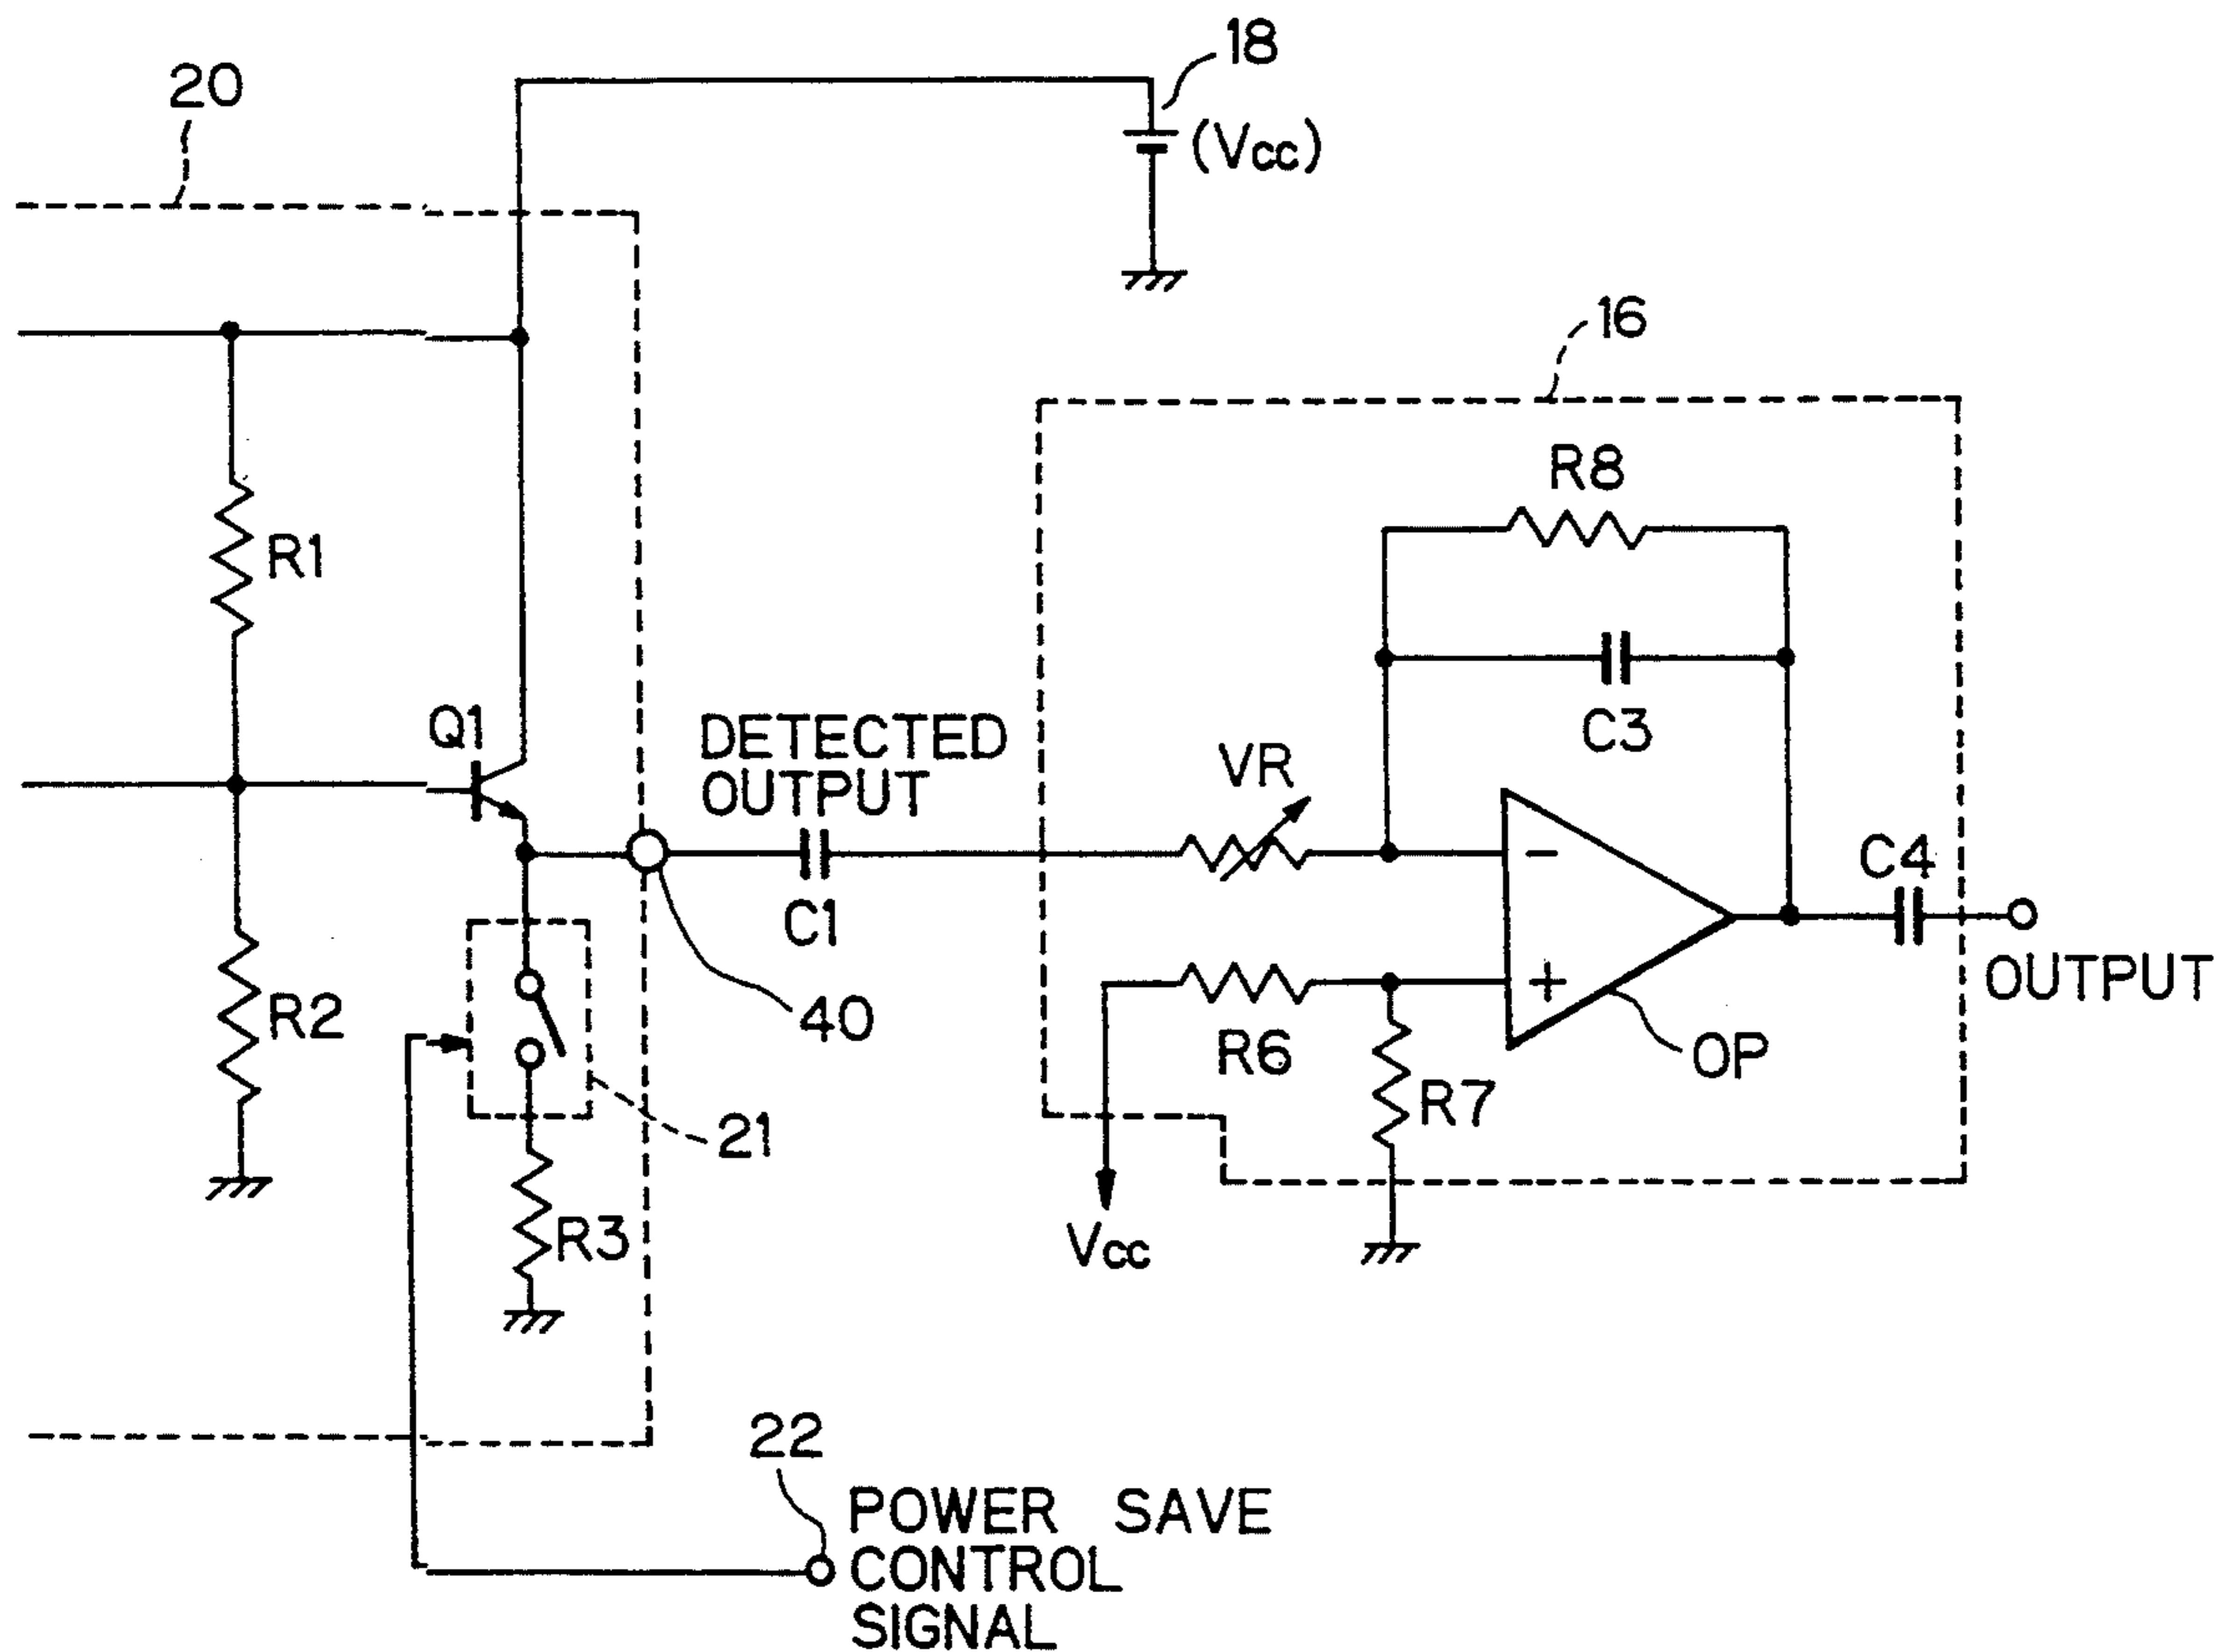 18
20
(Vcc)
16
R8
R1
C3
Q1
DETECTED
OUTPUT
VR
C4
C1
-
+
OUTPUT
R2
40
R6
OP
R7
21
R3
Vcc
22
POWER SAVE
CONTROL
SIGNAL